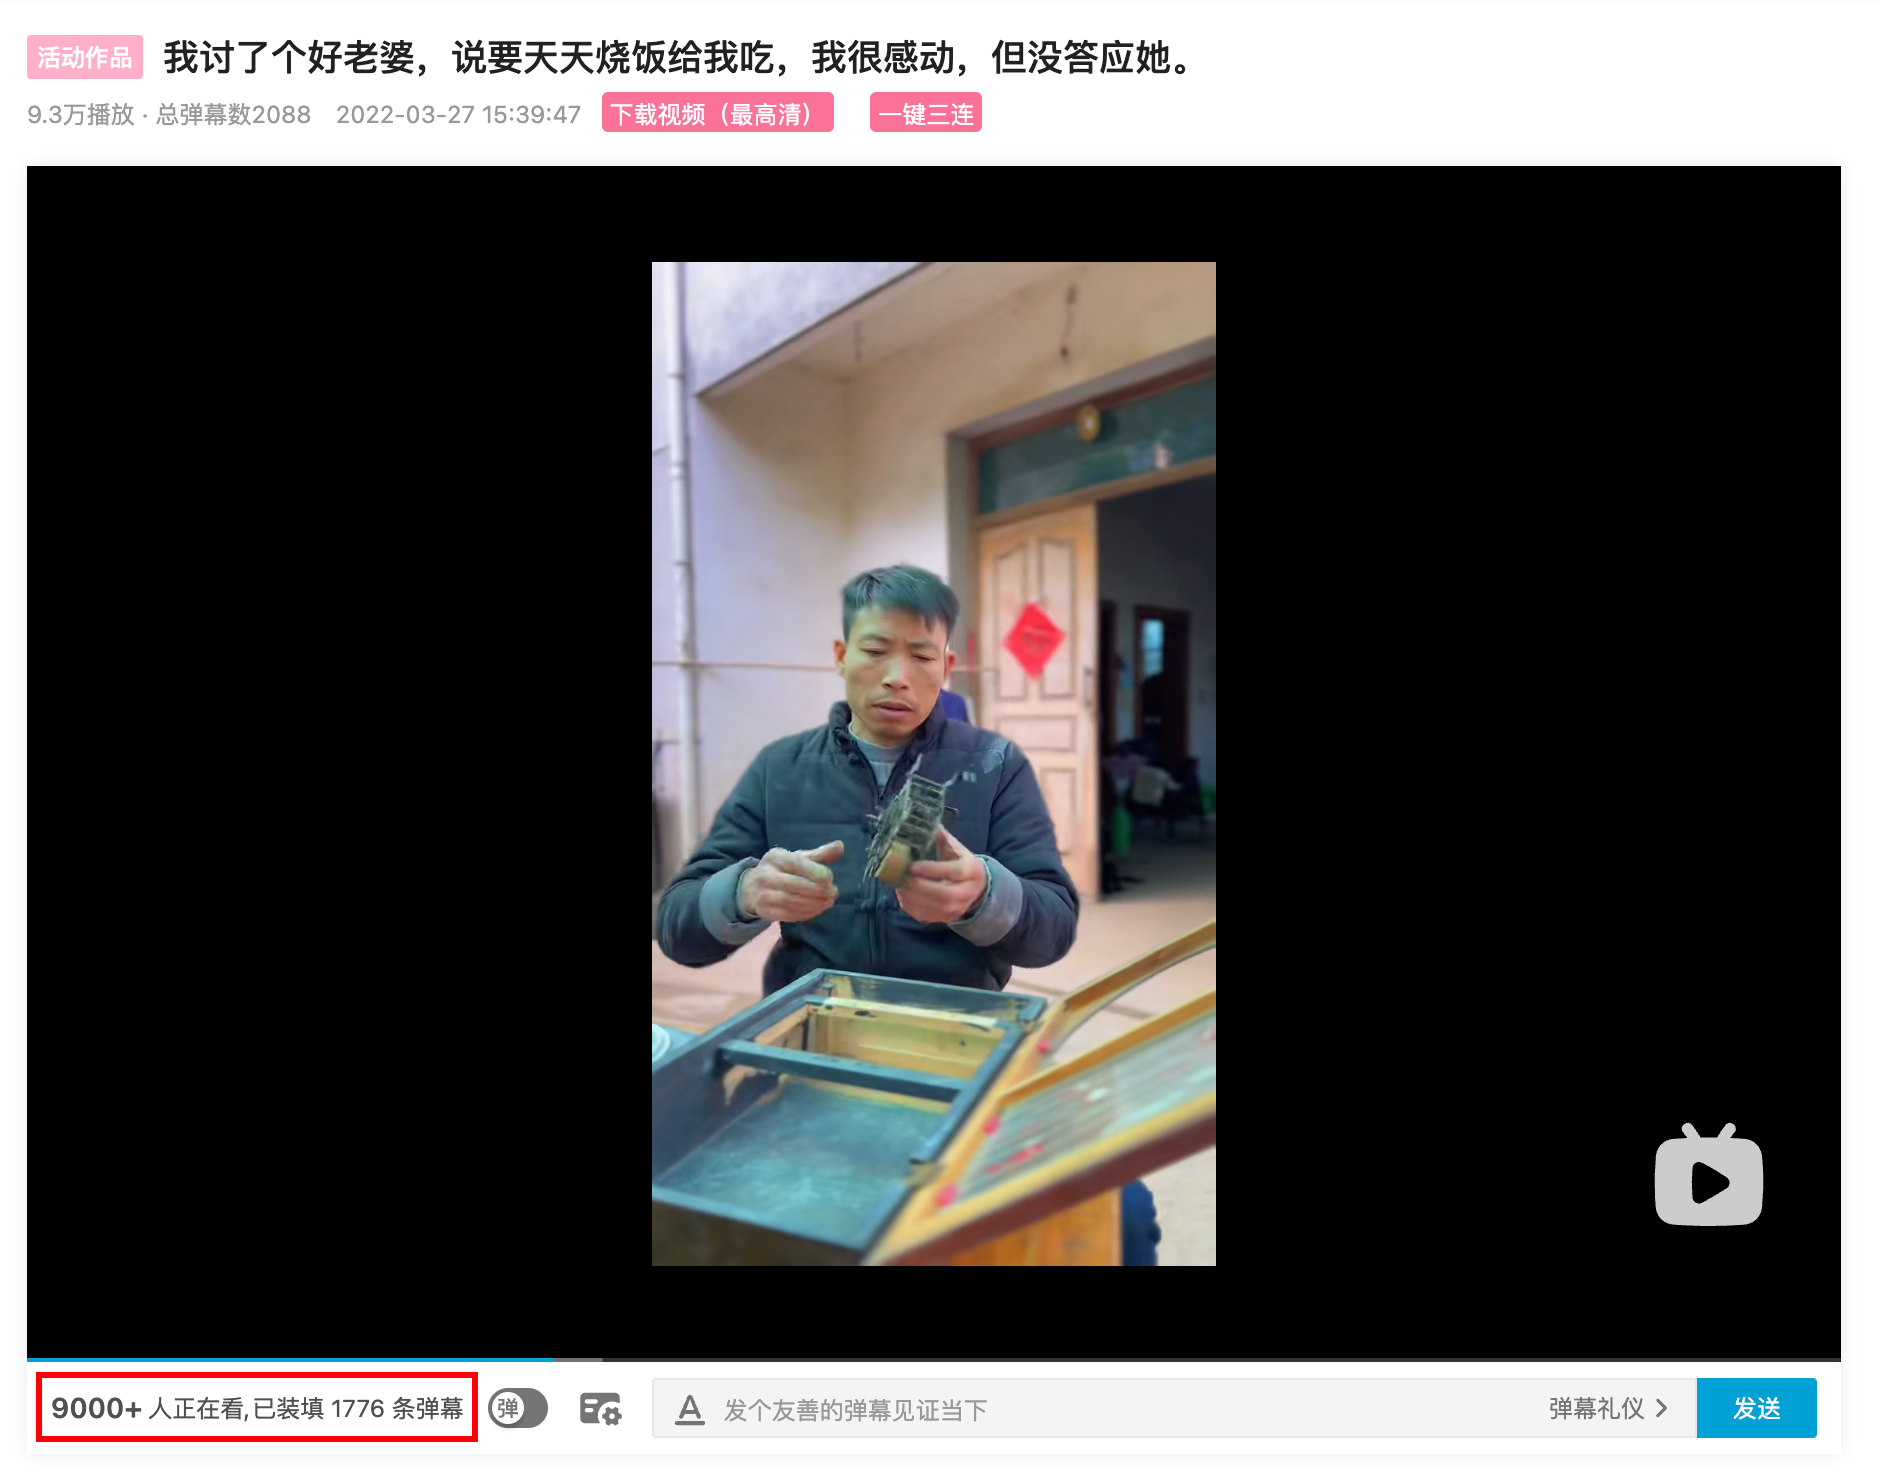 活动作品 我讨了个好老婆，说要天天烧饭给我吃，我很感动，但没答应她。
9.3万播放 · 总弹幕数2088 2022-03-27 15:39:47 下载视频（最高清） 一键三连
9000+ 人正在看, 已装填 1776 条弹幕 弹 A 发个友善的弹幕见证当下 弹幕礼仪 > 发送